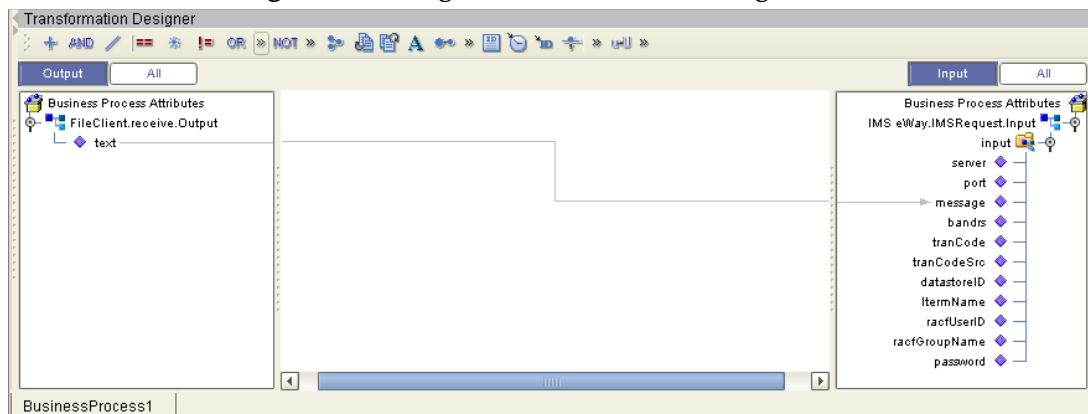 Transformation Designer
AND == != OR » NOT » A » ID » »
Output All Input All
Business Process Attributes
FileClient.receive.Output
text
Business Process Attributes
IMS eWay.IMSRequest.Input
input
server
port
message
bandrs
tranCode
tranCodeSrc
datastoreID
ltermName
racfUserID
racfGroupName
password
BusinessProcess1